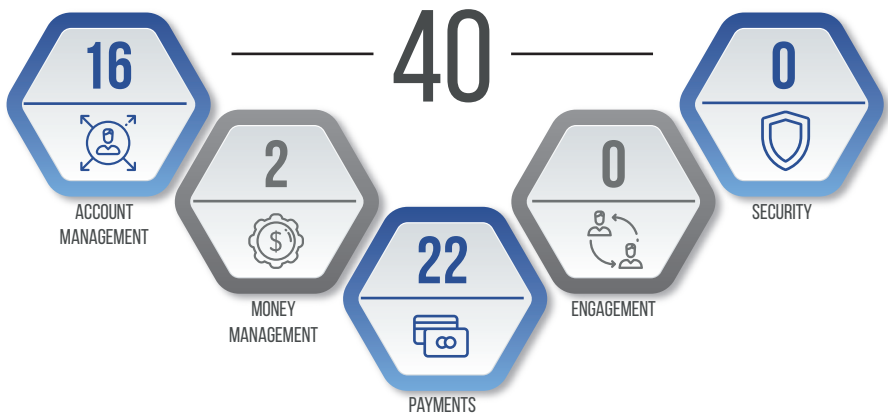 40
16
ACCOUNT
MANAGEMENT
2
$
MONEY
MANAGEMENT
22
PAYMENTS
0
ENGAGEMENT
0
SECURITY